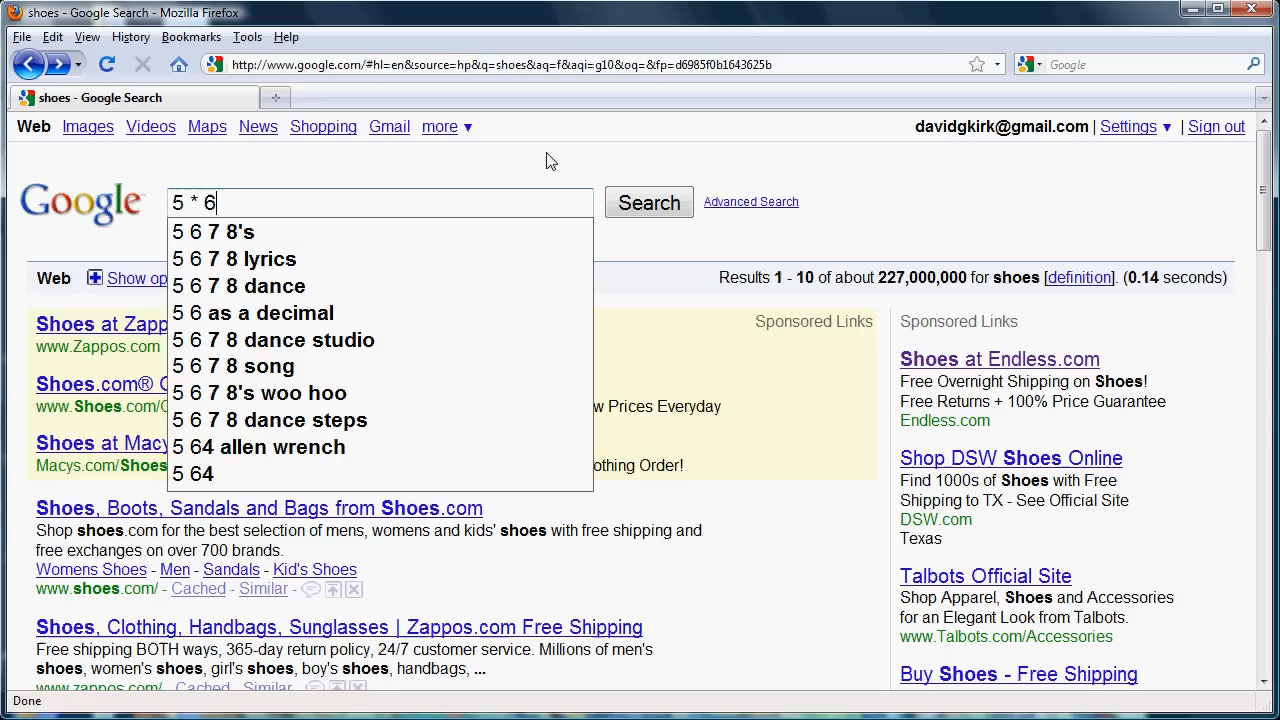 shoes - Google Search - Mozilla Firefox
File Edit View History Bookmarks Tools Help
http://www.google.com/#hl=en&source=hp&q=shoes&aq=f&aqi=g10&oq=&fp=d6985f0b1643625b
Google
shoes - Google Search
Web Images Videos Maps News Shopping Gmail more ▼
davidgkirk@gmail.com | Settings ▼ | Sign out
Google
5 * 6
Search
Advanced Search
5 6 7 8's
5 6 7 8 lyrics
5 6 7 8 dance
5 6 as a decimal
5 6 7 8 dance studio
5 6 7 8 song
5 6 7 8's woo hoo
5 6 7 8 dance steps
5 64 allen wrench
5 64
Web Show op
Results 1 - 10 of about 227,000,000 for shoes [definition]. (0.14 seconds)
Shoes at Zapp
www.Zappos.com
Shoes.com® O
www.Shoes.com/C
w Prices Everyday
Shoes at Macy
Macys.com/Shoes
othing Order!
Sponsored Links
Shoes, Boots, Sandals and Bags from Shoes.com
Shop shoes.com for the best selection of mens, womens and kids' shoes with free shipping and
free exchanges on over 700 brands.
Womens Shoes - Men - Sandals - Kid's Shoes
www.shoes.com/ - Cached - Similar -
Shoes, Clothing, Handbags, Sunglasses | Zappos.com Free Shipping
Free shipping BOTH ways, 365-day return policy, 24/7 customer service. Millions of men's
shoes, women's shoes, girl's shoes, boy's shoes, handbags, ...
www.zappos.com/ - Cached - Similar -
Sponsored Links
Shoes at Endless.com
Free Overnight Shipping on Shoes!
Free Returns + 100% Price Guarantee
Endless.com
Shop DSW Shoes Online
Find 1000s of Shoes with Free
Shipping to TX - See Official Site
DSW.com
Texas
Talbots Official Site
Shop Apparel, Shoes and Accessories
for an Elegant Look from Talbots.
www.Talbots.com/Accessories
Buy Shoes - Free Shipping
Done